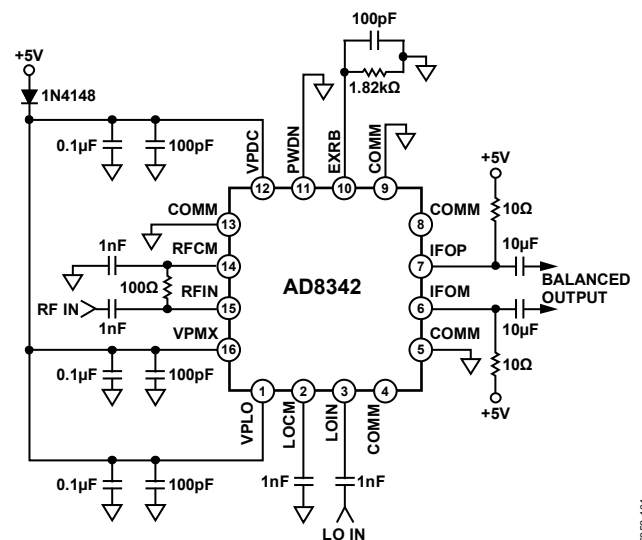 100pF
+5V
1N4148
1.82kΩ
0.1µF
100pF
VPDC
PWDN
EXRB
COMM
+5V
12
11
10
9
COMM
13
COMM
8
10Ω
1nF
RFCM
14
IFOP
7
10µF
100Ω
AD8342
BALANCED
OUTPUT
RF IN
RFIN
15
IFOM
6
1nF
10µF
VPMX
16
COMM
5
0.1µF
100pF
10Ω
1
2
3
4
+5V
VPLO
LOCM
LOIN
COMM
0.1µF
100pF
1nF
1nF
LO IN